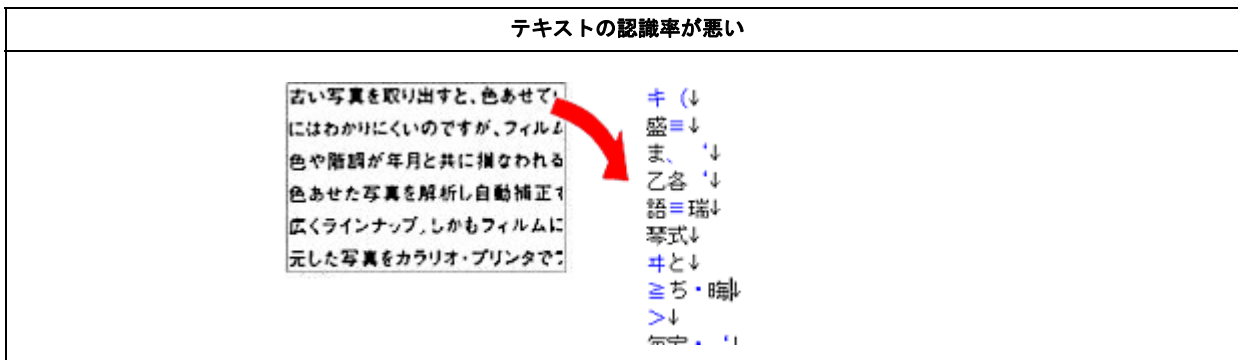 テキストの認識率が悪い
古い写真を取り出すと、色あせてい
にはわかりにくいのですが、フィルム
色や階調が年月と共に損なわれる
色あせた写真を解析し自動補正す
広くラインナップ,しかもフィルムに
元した写真をカラリオ・プリンタでプ
キ (↓
盛≡↓
ま、 ‘↓
乙各 ‘↓
語≡瑞↓
琴式↓
ヰと↓
≧ち・晦↓
>↓